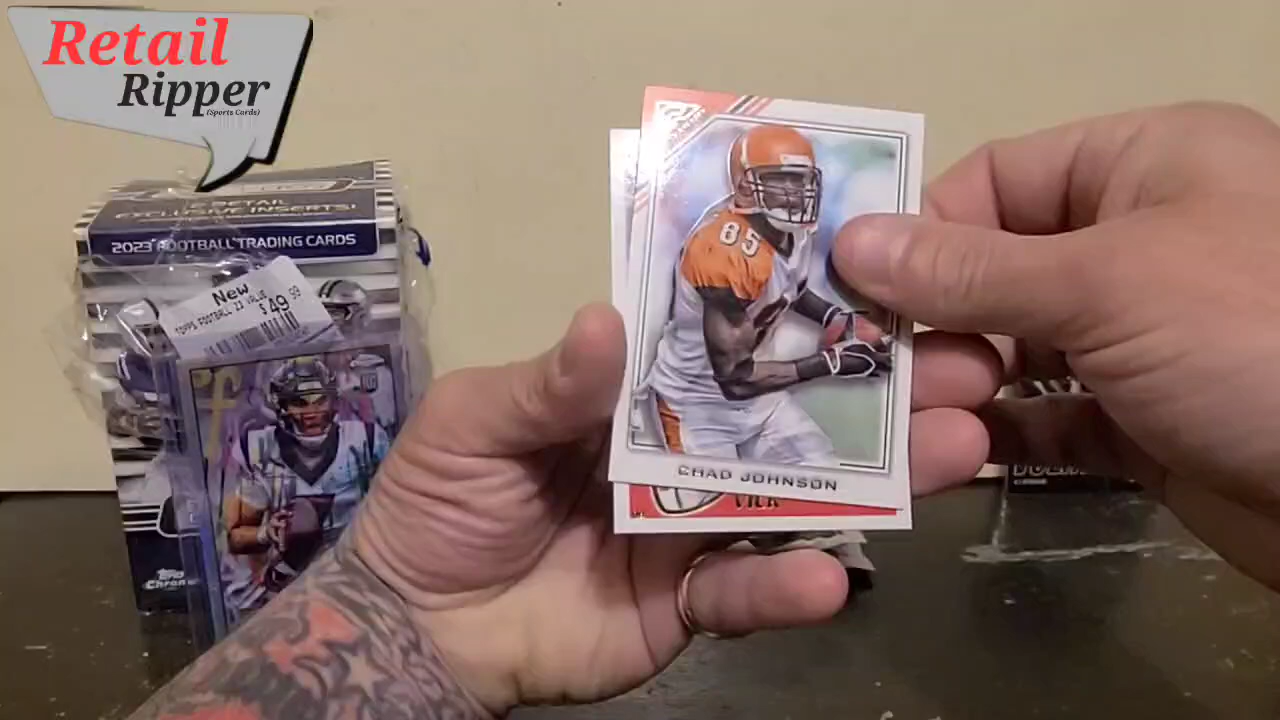 Retail
Ripper
(Sports Cards)
RETAIL
EXCLUSIVE INSERTS!
2023 FOOTBALL TRADING CARDS
New
TOPPS FOOTBALL '23 VALUE
$49.99
Topps
Chrome
85
CHAD JOHNSON
VICK